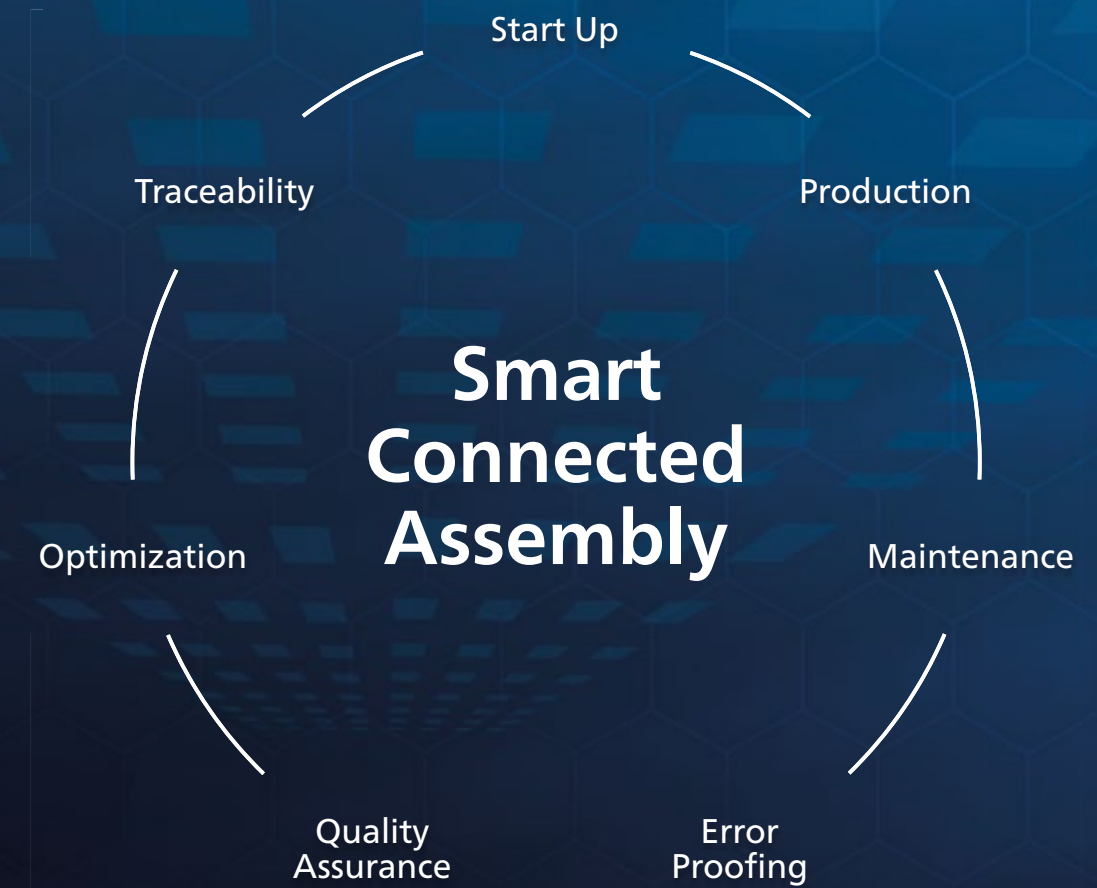 Start Up
Traceability
Production
Smart
Connected
Assembly
Optimization
Maintenance
Quality
Assurance
Error
Proofing